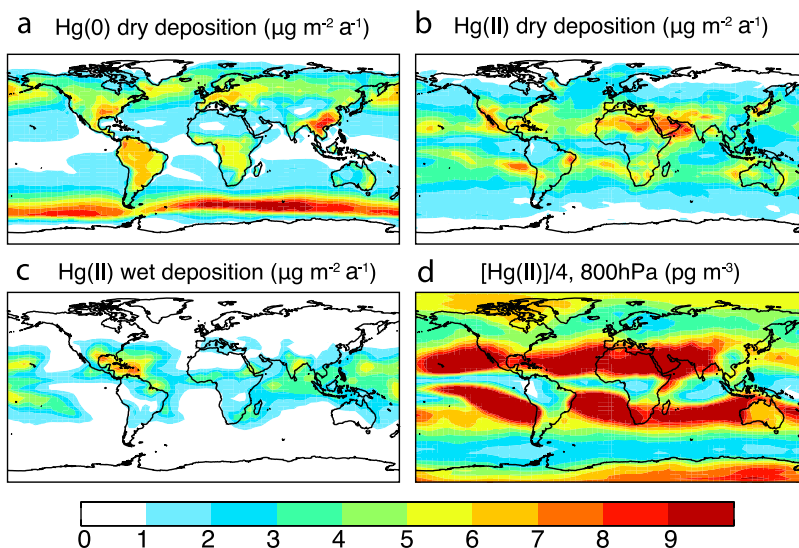 a Hg(0) dry deposition (µg m⁻² a⁻¹)
b Hg(II) dry deposition (µg m⁻² a⁻¹)
c Hg(II) wet deposition (µg m⁻² a⁻¹)
d [Hg(II)]/4, 800hPa (pg m⁻³)
0 1 2 3 4 5 6 7 8 9